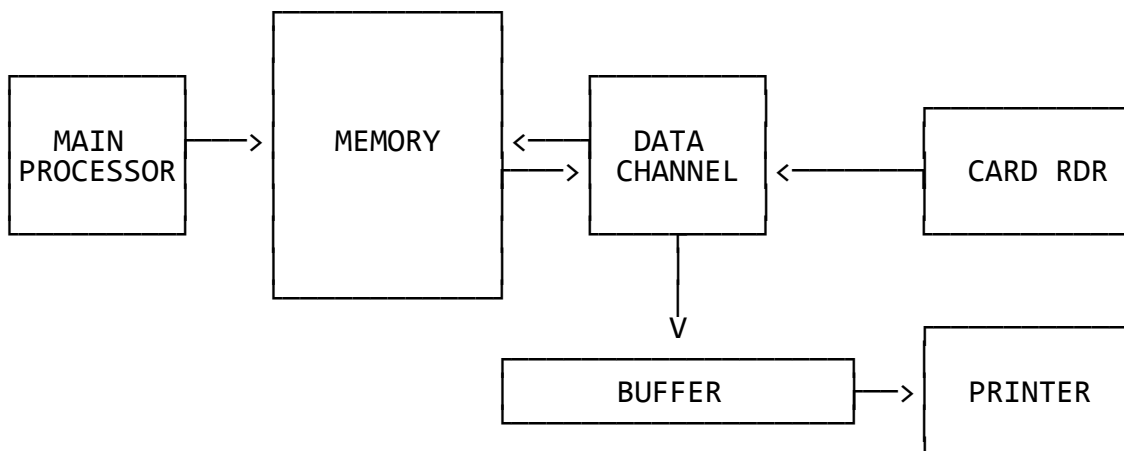 MAIN
PROCESSOR
MEMORY
DATA
CHANNEL
CARD RDR
BUFFER
PRINTER